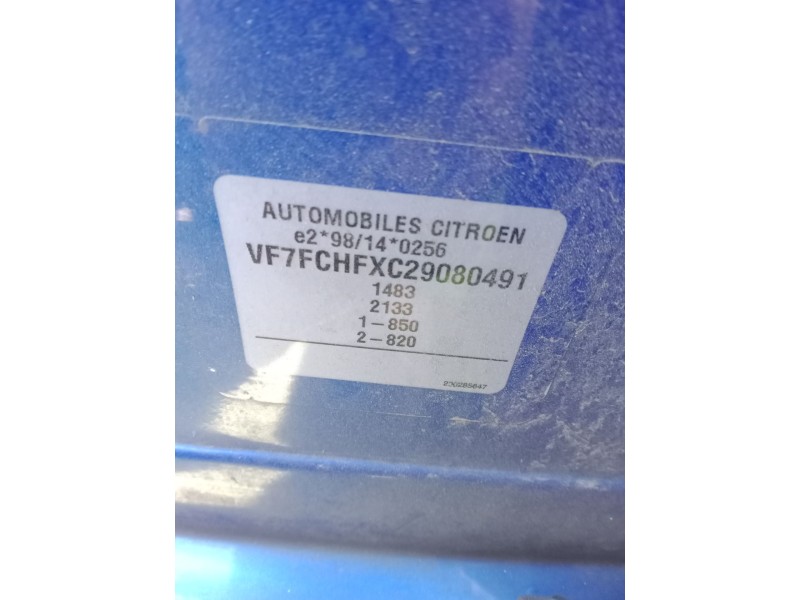 AUTOMOBILES CITROEN
e2*98/14*0256
VF7FCHFXC29080491
1483
2133
1-850
2-820